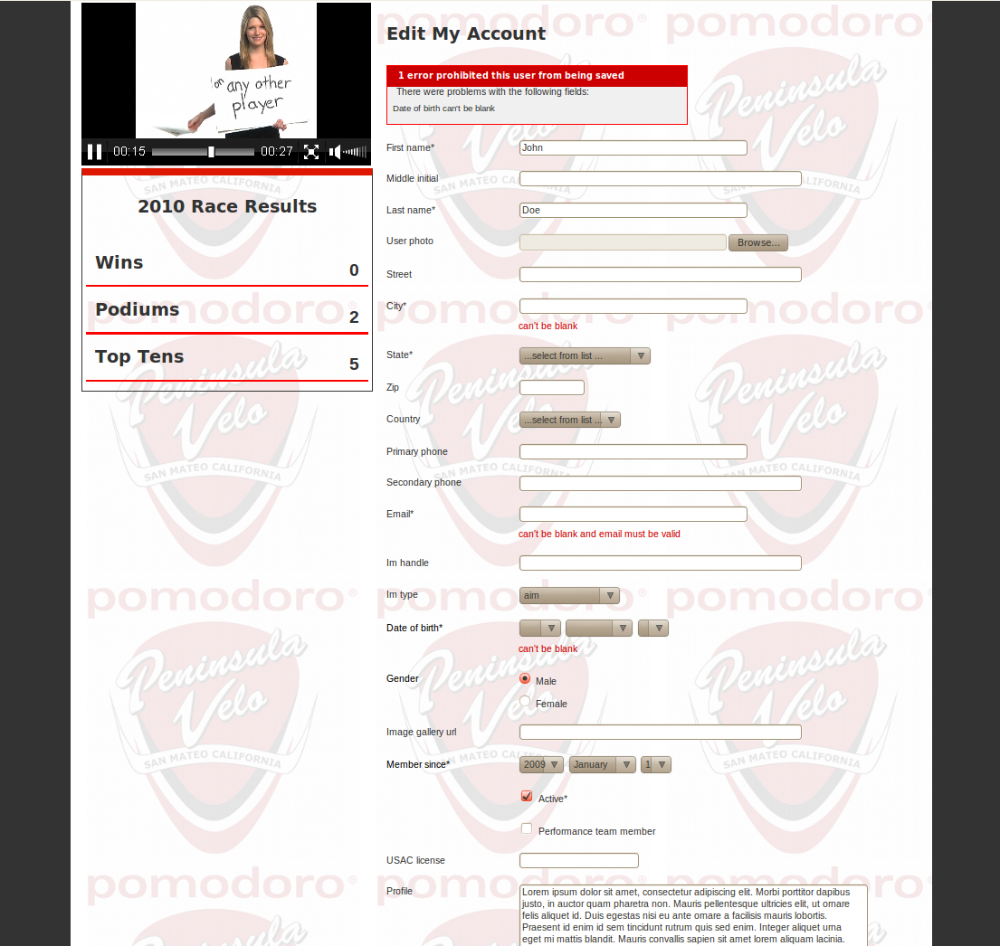 or any other
player
00:15
00:27
2010 Race Results
Wins
0
Podiums
2
Top Tens
5
Edit My Account
1 error prohibited this user from being saved
There were problems with the following fields:
Date of birth can't be blank
First name*
John
Middle initial
Last name*
Doe
User photo
Browse...
Street
City*
can't be blank
State*
...select from list ...
Zip
Country
...select from list ...
Primary phone
Secondary phone
Email*
can't be blank and email must be valid
Im handle
Im type
aim
Date of birth*
can't be blank
Gender
Male
Female
Image gallery url
Member since*
2009 January 1
Active*
Performance team member
USAC license
Profile
Lorem ipsum dolor sit amet, consectetur adipiscing elit. Morbi porttitor dapibus
justo, in auctor quam pharetra non. Mauris pellentesque ultricies elit, ut ornare
felis aliquet id. Duis egestas nisi eu ante ornare a facilisis mauris lobortis.
Praesent id enim id sem tincidunt rutrum quis sed enim. Integer aliquet urna
eget mi mattis blandit. Mauris convallis sapien sit amet lorem aliquam lacinia.
pomodoro®
Peninsula
Velo
SAN MATEO CALIFORNIA